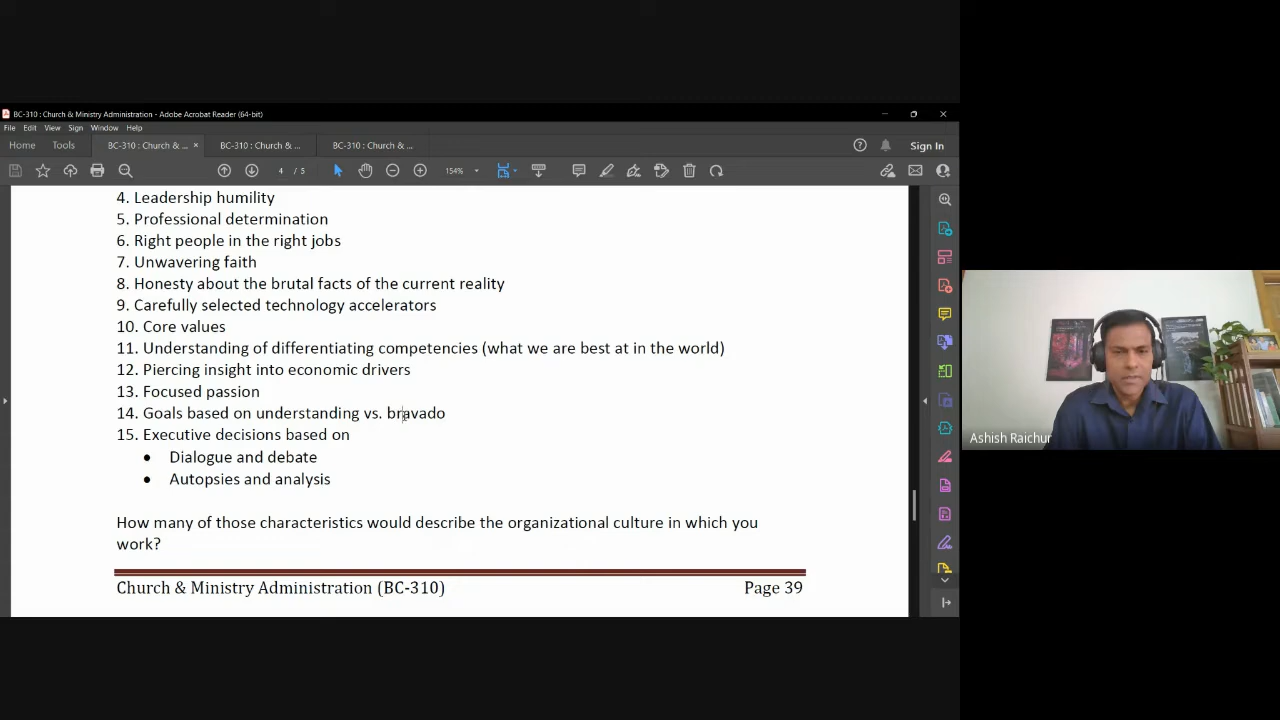 BC-310 : Church & Ministry Administration - Adobe Acrobat Reader (64-bit)
File Edit View Sign Window Help
Home Tools BC-310 : Church & ... × BC-310 : Church & ... BC-310 : Church & ... Sign In
4 / 5 154%
4. Leadership humility
5. Professional determination
6. Right people in the right jobs
7. Unwavering faith
8. Honesty about the brutal facts of the current reality
9. Carefully selected technology accelerators
10. Core values
11. Understanding of differentiating competencies (what we are best at in the world)
12. Piercing insight into economic drivers
13. Focused passion
14. Goals based on understanding vs. bravado
15. Executive decisions based on
• Dialogue and debate
• Autopsies and analysis
How many of those characteristics would describe the organizational culture in which you
work?
Church & Ministry Administration (BC-310) Page 39
Ashish Raichur